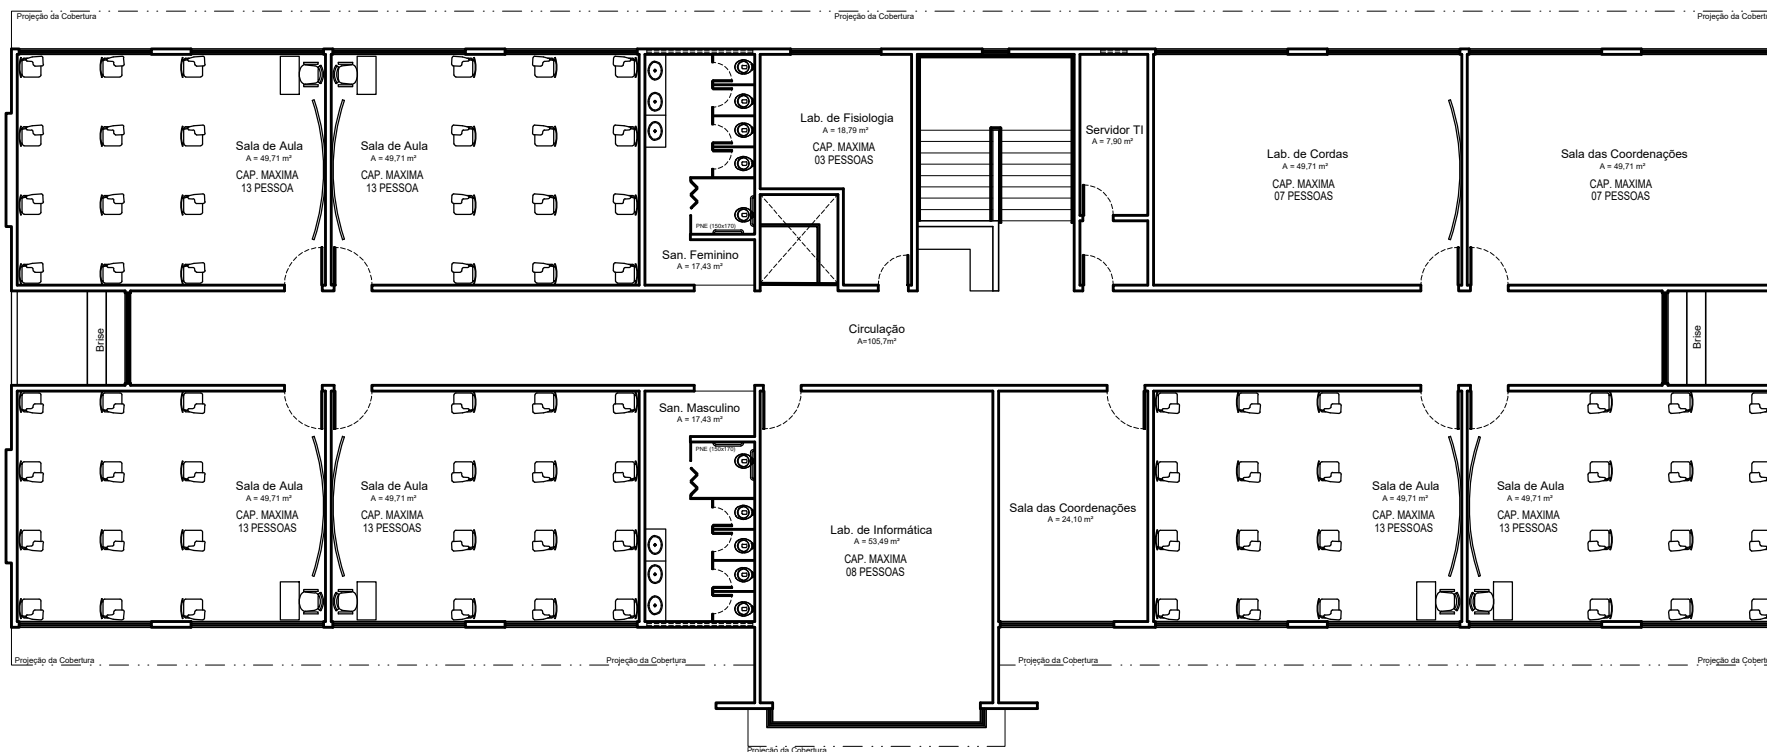 Projeção da Cobertura
Projeção da Cobertura
Projeção da Cobert
Sala de Aula
A = 49,71 m²
CAP. MAXIMA
13 PESSOA
Sala de Aula
A = 49,71 m²
CAP. MAXIMA
13 PESSOA
PNE (150x170)
San. Feminino
A = 17,43 m²
Lab. de Fisiologia
A = 18,79 m²
CAP. MAXIMA
03 PESSOAS
Servidor TI
A = 7,90 m²
Lab. de Cordas
A = 49,71 m²
CAP. MAXIMA
07 PESSOAS
Sala das Coordenações
A = 49,71 m²
CAP. MAXIMA
07 PESSOAS
Brise
Circulação
A=105,7m²
Brise
Sala de Aula
A = 49,71 m²
CAP. MAXIMA
13 PESSOAS
Sala de Aula
A = 49,71 m²
CAP. MAXIMA
13 PESSOAS
San. Masculino
A = 17,43 m²
PNE (150x170)
Lab. de Informática
A = 53,49 m²
CAP. MAXIMA
08 PESSOAS
Sala das Coordenações
A = 24,10 m²
Sala de Aula
A = 49,71 m²
CAP. MAXIMA
13 PESSOAS
Sala de Aula
A = 49,71 m²
CAP. MAXIMA
13 PESSOAS
Projeção da Cobertura
Projeção da Cobertura
Projeção da Cobertura
Projeção da Cobert
Projeção da Cobertura